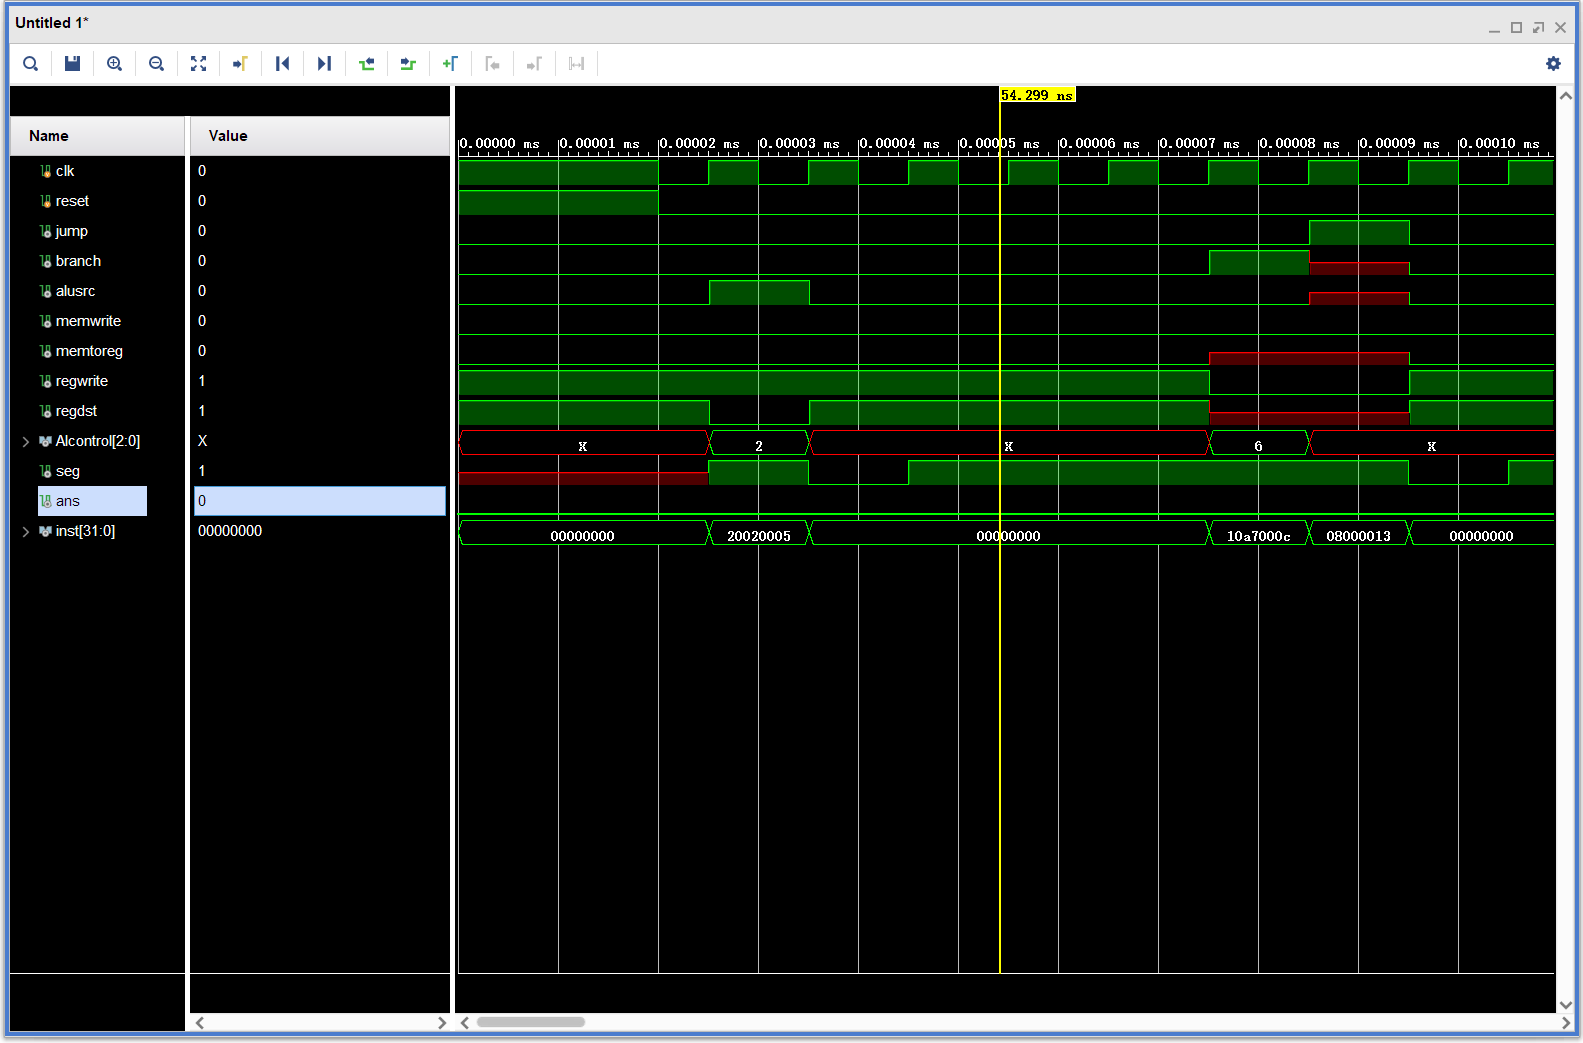 Untitled 1*
54.299 ns
Name Value
0.00000 ms 0.00001 ms 0.00002 ms 0.00003 ms 0.00004 ms 0.00005 ms 0.00006 ms 0.00007 ms 0.00008 ms 0.00009 ms 0.00010 ms
clk 0
reset 0
jump 0
branch 0
alusrc 0
memwrite 0
memtoreg 0
regwrite 1
regdst 1
Alcontrol[2:0] X X 2 X 6 X
seg 1
ans 0
inst[31:0] 00000000 00000000 20020005 00000000 10a7000c 08000013 00000000